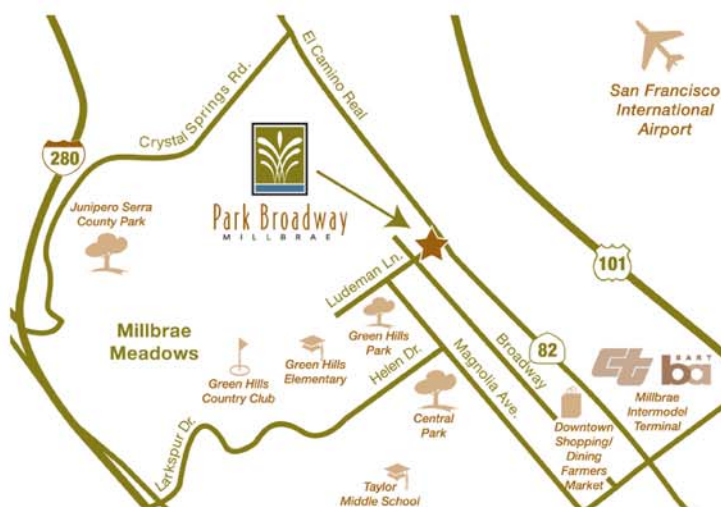 El Camino Real
San Francisco
International
Airport
Crystal Springs Rd.
280
Junipero Serra
County Park
Park Broadway
MILLBRAE
101
Ludeman Ln.
Millbrae
Meadows
Green Hills
Park
Green Hills
Elementary
Green Hills
Country Club
Helen Dr.
Broadway
82
Magnolia Ave.
ct
BART
ba
Millbrae
Intermodel
Terminal
Central
Park
Downtown
Shopping/
Dining
Farmers
Market
Larkspur Dr.
Taylor
Middle School